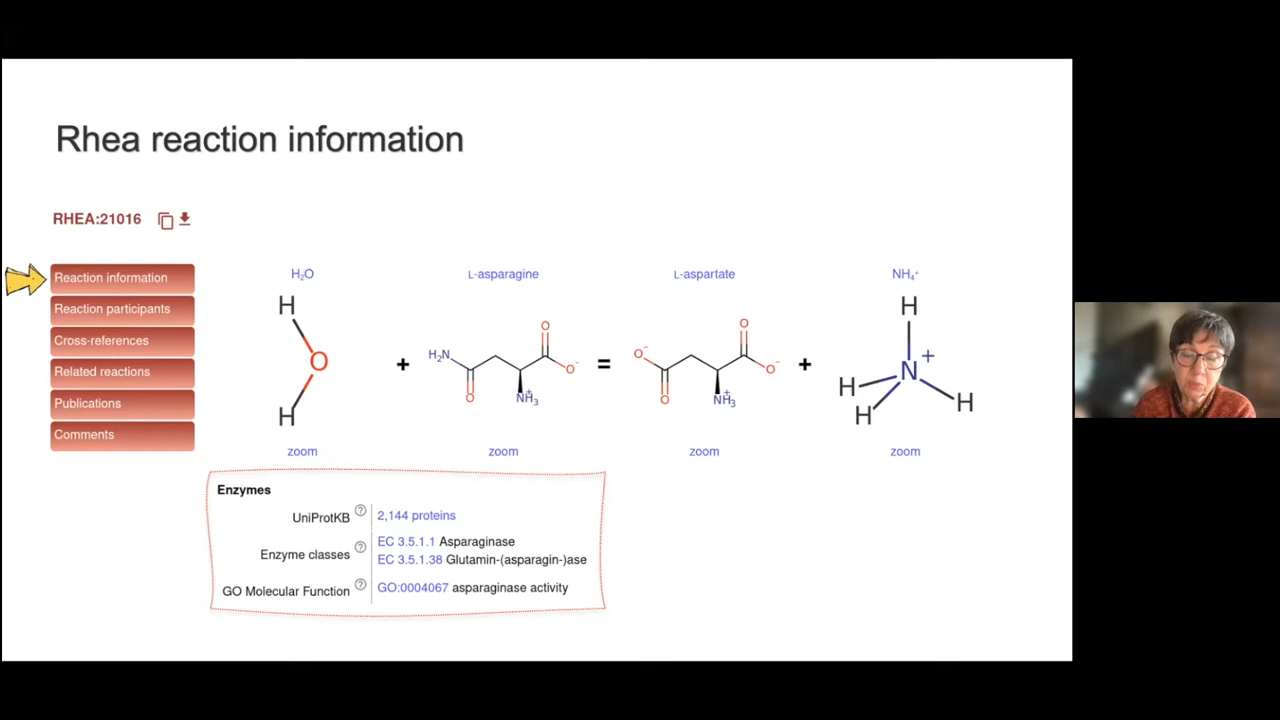 Rhea reaction information
RHEA:21016
Reaction information
Reaction participants
Cross-references
Related reactions
Publications
Comments
H₂O
L-asparagine
L-aspartate
NH₄⁺
H
O
H
+
H₂N
O
O
O⁻
NH₃⁺
=
O⁻
O
O
O⁻
NH₃⁺
+
H
N⁺
H
H
H
zoom
zoom
zoom
zoom
Enzymes
UniProtKB ? 2,144 proteins
Enzyme classes ? EC 3.5.1.1 Asparaginase
EC 3.5.1.38 Glutamin-(asparagin-)ase
GO Molecular Function ? GO:0004067 asparaginase activity